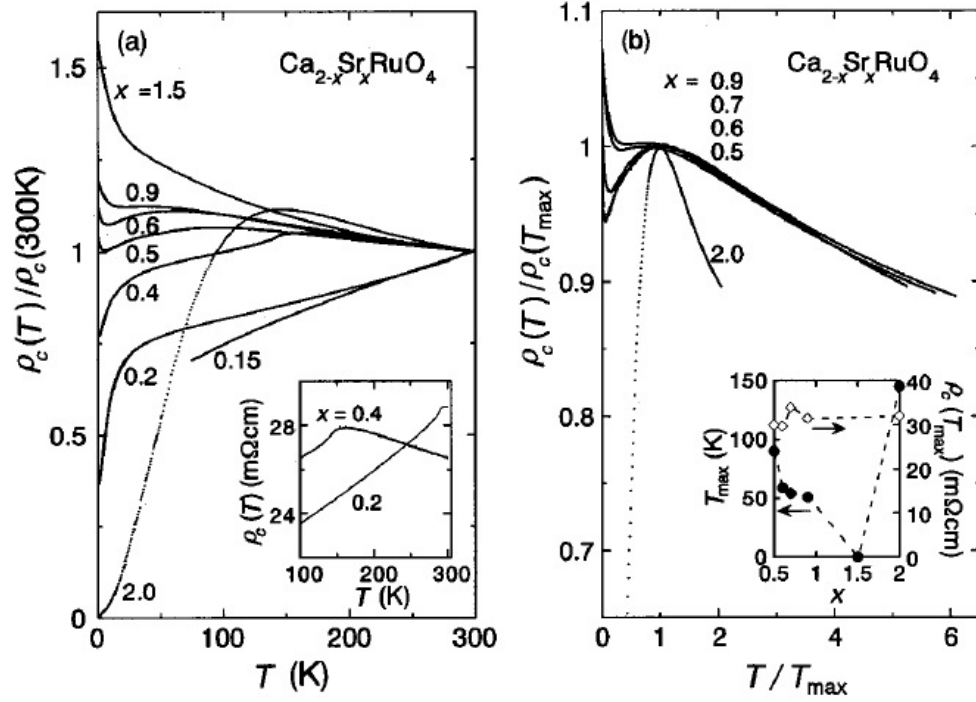 (a)
Ca2-xSrxRuO4
x =1.5
0.9
0.6
0.5
0.4
0.2
0.15
2.0
1.5
1
0.5
0
0
100
200
300
T (K)
ρc(T)/ρc(300K)
x = 0.4
0.2
28
24
100
200
300
T (K)
ρc(T) (mΩcm)
(b)
Ca2-xSrxRuO4
x = 0.9
0.7
0.6
0.5
2.0
1.1
1
0.9
0.8
0.7
0
2
4
6
T / Tmax
ρc(T)/ρc(Tmax)
150
100
50
0
Tmax (K)
40
30
20
10
0
ρc(Tmax) (mΩcm)
0.5
1
1.5
2
x